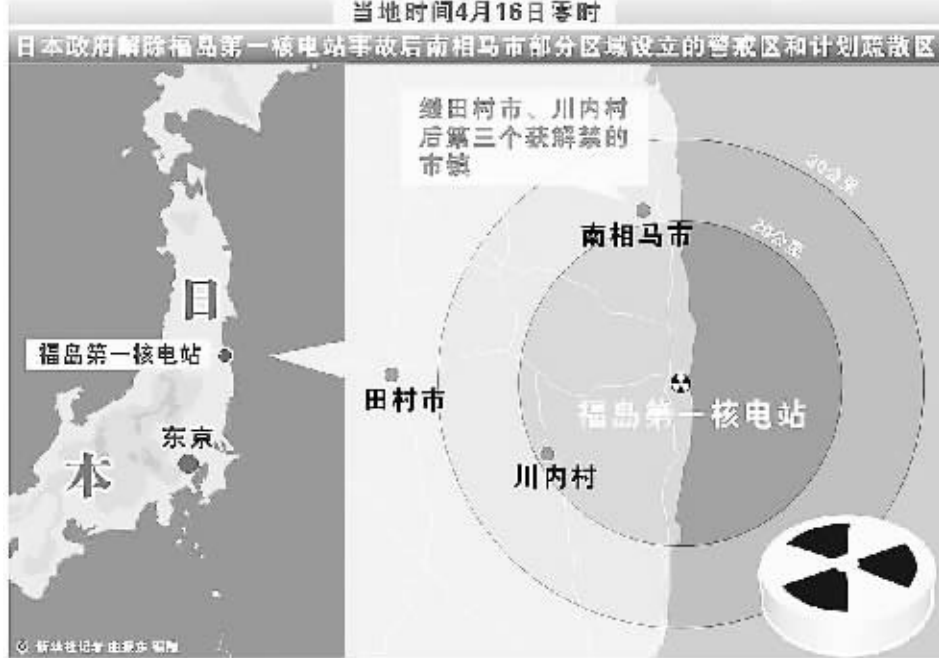 当地时间4月16日零时
日本政府解除福岛第一核电站事故后南相马市部分区域设立的警戒区和计划疏散区
继田村市、川内村
后第三个获解禁的
市镇
30公里
20公里
南相马市
日
福岛第一核电站
田村市
福岛第一核电站
东京
川内村
本
新华社记者
编制